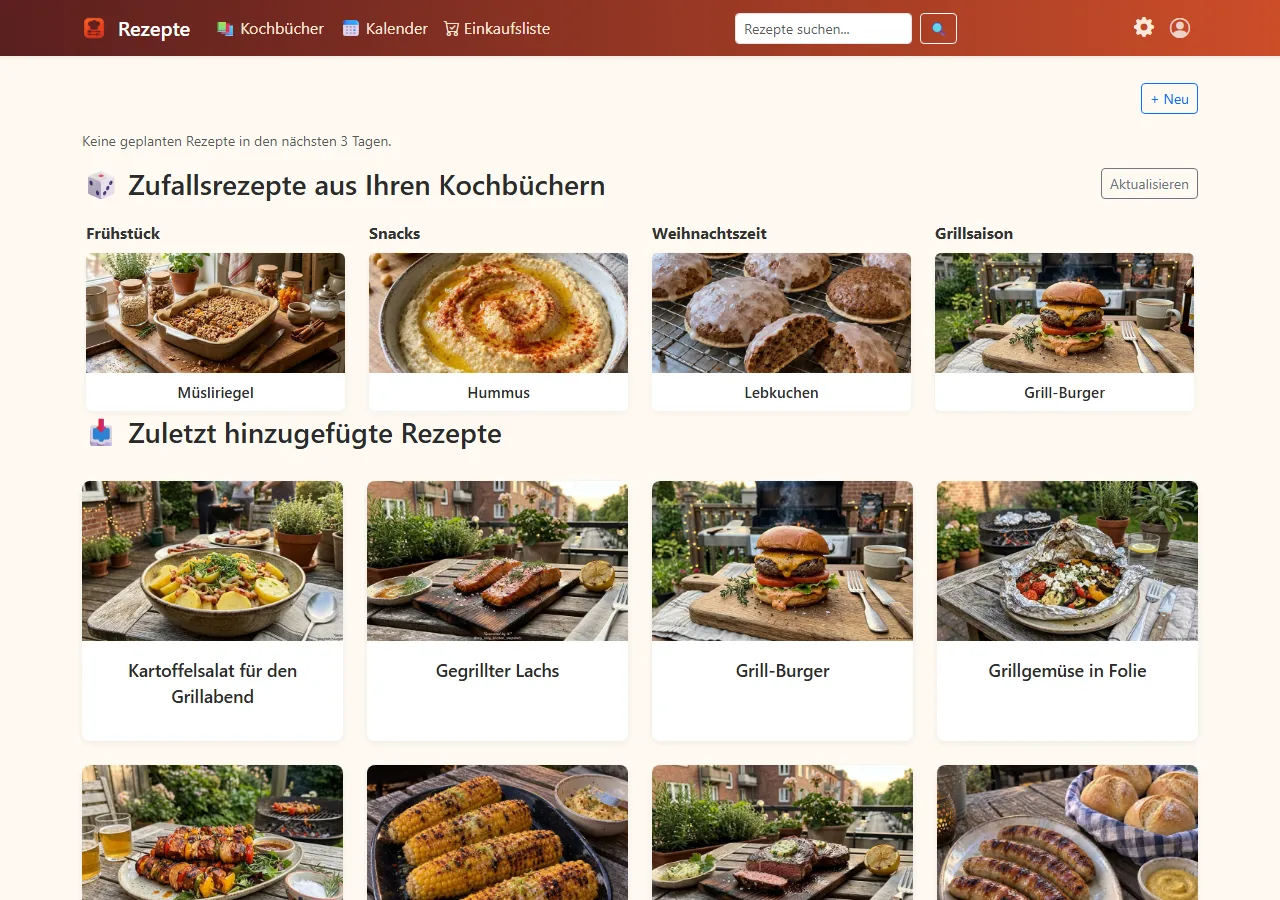 Rezepte
Kochbücher
Kalender
Einkaufsliste
Rezepte suchen...
+ Neu
Keine geplanten Rezepte in den nächsten 3 Tagen.
Zufallsrezepte aus Ihren Kochbüchern
Aktualisieren
Frühstück
Snacks
Weihnachtszeit
Grillsaison
Müsliriegel
Hummus
Lebkuchen
Grill-Burger
Zuletzt hinzugefügte Rezepte
Kartoffelsalat für den
Grillabend
Gegrillter Lachs
Grill-Burger
Grillgemüse in Folie